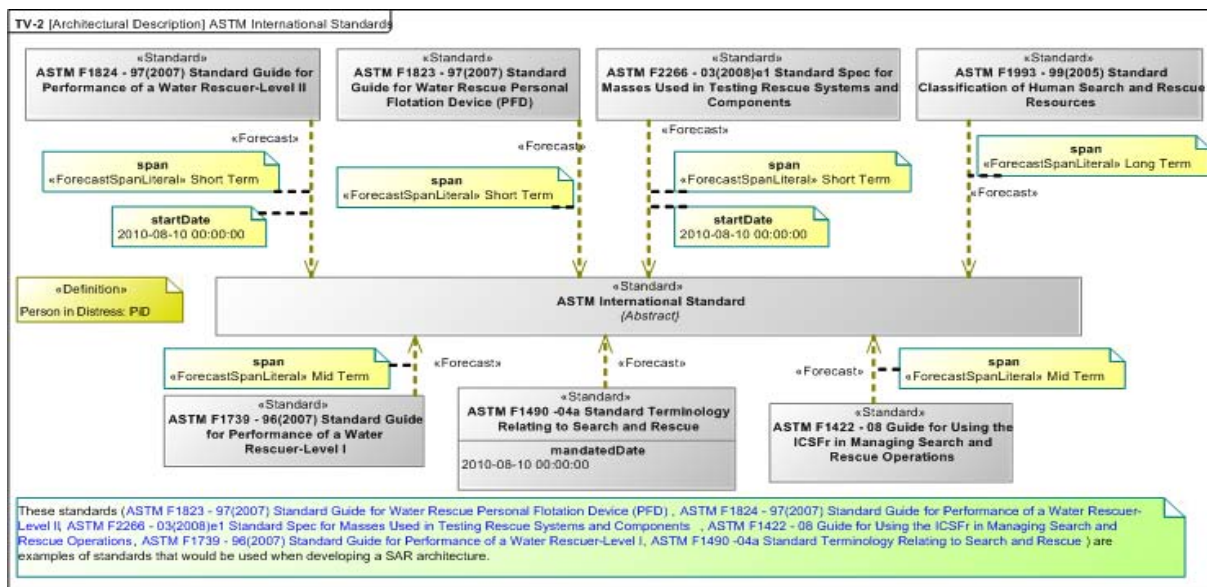 TV-2 [Architectural Description] ASTM International Standards
«Standard»
ASTM F1824 - 97(2007) Standard Guide for
Performance of a Water Rescuer-Level II
«Standard»
ASTM F1823 - 97(2007) Standard
Guide for Water Rescue Personal
Flotation Device (PFD)
«Standard»
ASTM F2266 - 03(2008)e1 Standard Spec for
Masses Used in Testing Rescue Systems and
Components
«Standard»
ASTM F1993 - 99(2005) Standard
Classification of Human Search and Rescue
Resources
«Forecast»
«Forecast»
«Forecast»
«Forecast»
span
«ForecastSpanLiteral» Short Term
startDate
2010-08-10 00:00:00
span
«ForecastSpanLiteral» Short Term
span
«ForecastSpanLiteral» Short Term
startDate
2010-08-10 00:00:00
span
«ForecastSpanLiteral» Long Term
«Definition»
Person in Distress: PID
«Standard»
ASTM International Standard
{Abstract}
span
«ForecastSpanLiteral» Mid Term
«Forecast»
«Forecast»
«Forecast»
span
«ForecastSpanLiteral» Mid Term
«Standard»
ASTM F1739 - 96(2007) Standard Guide
for Performance of a Water
Rescuer-Level I
«Standard»
ASTM F1490 -04a Standard Terminology
Relating to Search and Rescue
mandatedDate
2010-08-10 00:00:00
«Standard»
ASTM F1422 - 08 Guide for Using the
ICSFr in Managing Search and
Rescue Operations
These standards (ASTM F1823 - 97(2007) Standard Guide for Water Rescue Personal Flotation Device (PFD) , ASTM F1824 - 97(2007) Standard Guide for Performance of a Water Rescuer-
Level II, ASTM F2266 - 03(2008)e1 Standard Spec for Masses Used in Testing Rescue Systems and Components , ASTM F1422 - 08 Guide for Using the ICSFr in Managing Search and
Rescue Operations, ASTM F1739 - 96(2007) Standard Guide for Performance of a Water Rescuer-Level I, ASTM F1490 -04a Standard Terminology Relating to Search and Rescue ) are
examples of standards that would be used when developing a SAR architecture.